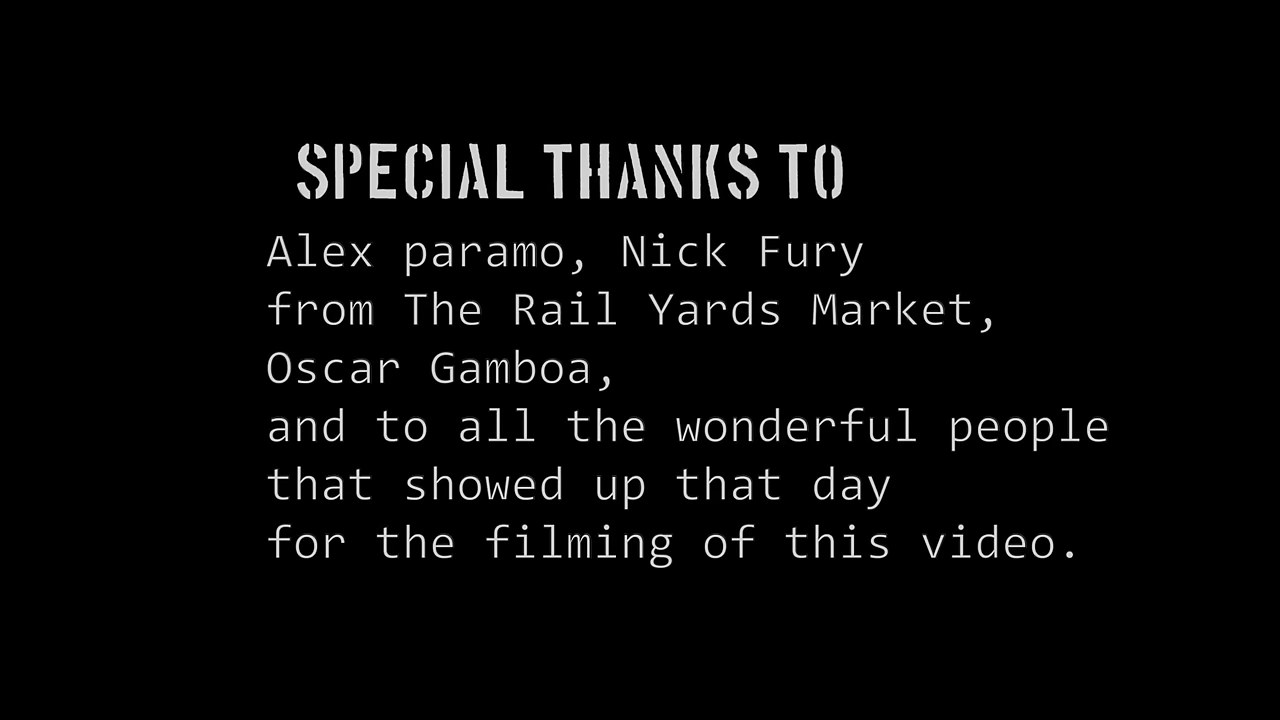 SPECIAL THANKS TO
Alex paramo, Nick Fury
from The Rail Yards Market,
Oscar Gamboa,
and to all the wonderful people
that showed up that day
for the filming of this video.